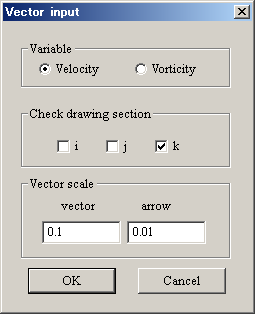 Vector input
Variable
Velocity Vorticity
Check drawing section
i j k
Vector scale
vector arrow
0.1 0.01
OK Cancel